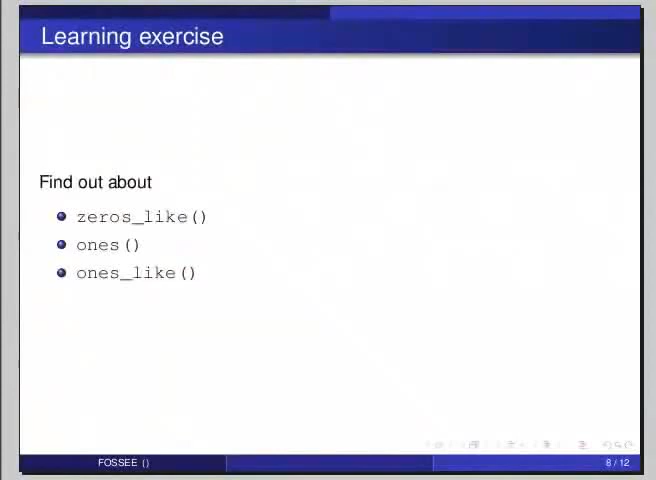 Learning exercise
Find out about
zeros_like()
ones()
ones_like()
FOSSEE ()
8 / 12